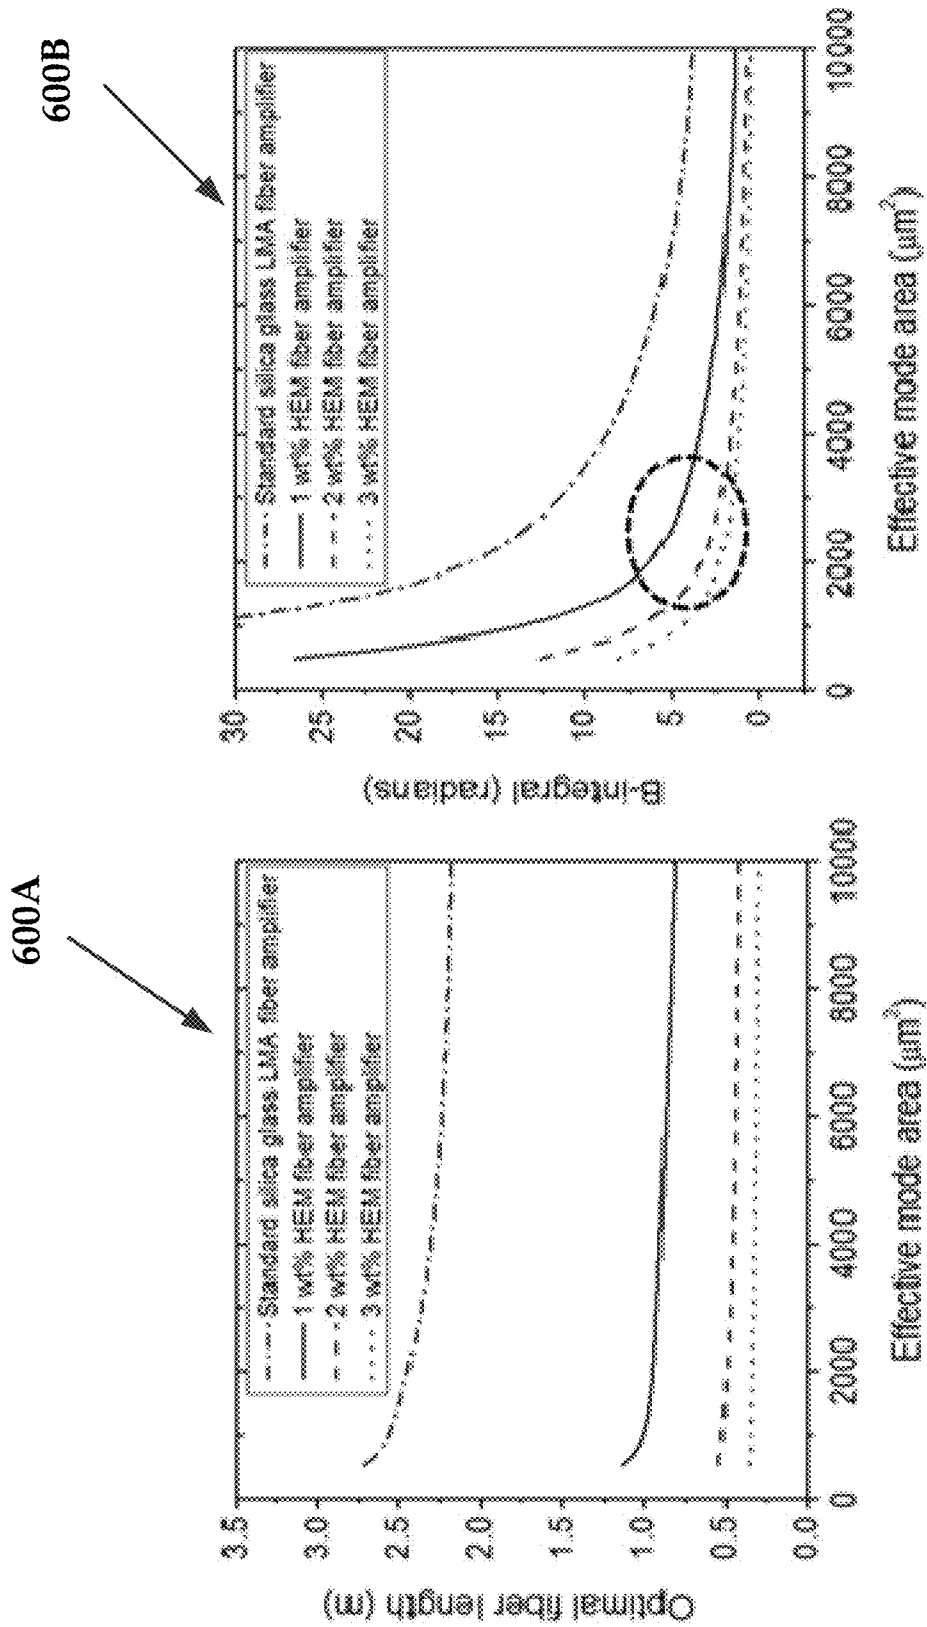 600A
Optimal fiber length (m)
3.5
3.0
2.5
2.0
1.5
1.0
0.5
0.0
Standard silica glass LMA fiber amplifier
1 wt% HEM fiber amplifier
2 wt% HEM fiber amplifier
3 wt% HEM fiber amplifier
0 2000 4000 6000 8000 10000
Effective mode area (μm²)
600B
B-integral (radians)
30
25
20
15
10
5
0
Standard silica glass LMA fiber amplifier
1 wt% HEM fiber amplifier
2 wt% HEM fiber amplifier
3 wt% HEM fiber amplifier
0 2000 4000 6000 8000 10000
Effective mode area (μm²)